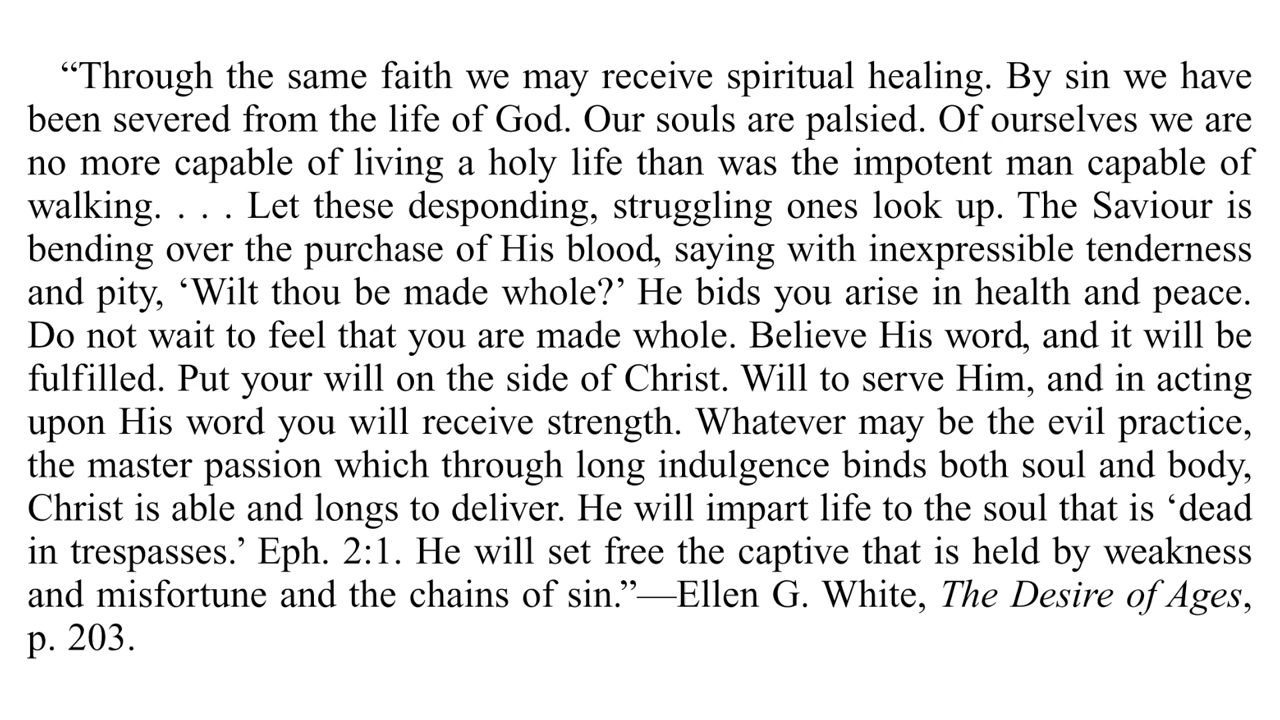 “Through the same faith we may receive spiritual healing. By sin we have
been severed from the life of God. Our souls are palsied. Of ourselves we are
no more capable of living a holy life than was the impotent man capable of
walking. . . . Let these desponding, struggling ones look up. The Saviour is
bending over the purchase of His blood, saying with inexpressible tenderness
and pity, ‘Wilt thou be made whole?’ He bids you arise in health and peace.
Do not wait to feel that you are made whole. Believe His word, and it will be
fulfilled. Put your will on the side of Christ. Will to serve Him, and in acting
upon His word you will receive strength. Whatever may be the evil practice,
the master passion which through long indulgence binds both soul and body,
Christ is able and longs to deliver. He will impart life to the soul that is ‘dead
in trespasses.’ Eph. 2:1. He will set free the captive that is held by weakness
and misfortune and the chains of sin.”—Ellen G. White, The Desire of Ages,
p. 203.